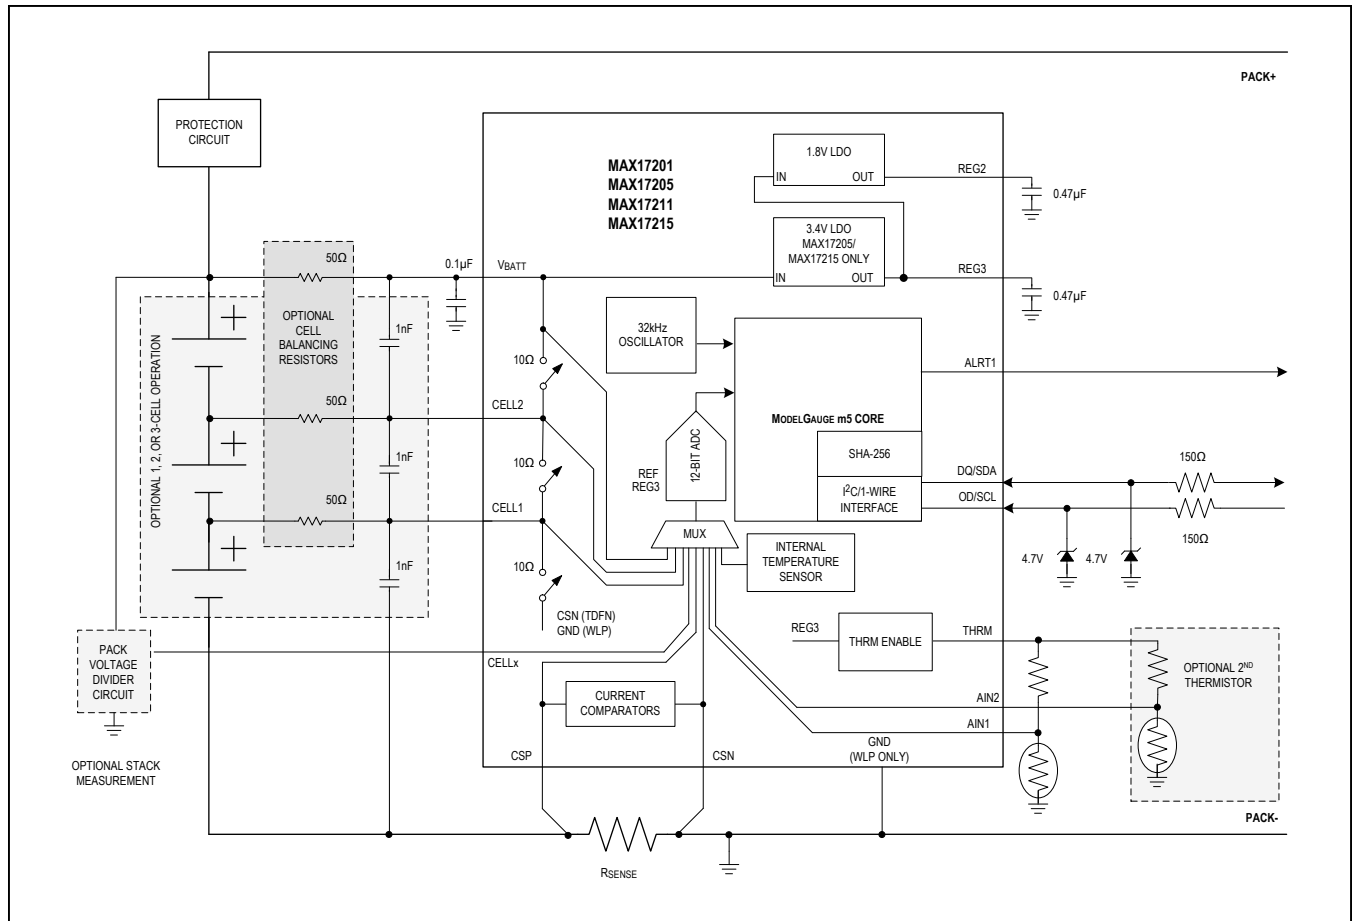 PACK+
PROTECTION
CIRCUIT
MAX17201
MAX17205
MAX17211
MAX17215
1.8V LDO
IN
OUT
REG2
0.47µF
3.4V LDO
MAX17205/
MAX17215 ONLY
IN
OUT
REG3
0.47µF
50Ω
0.1µF
VBATT
OPTIONAL 1, 2, OR 3-CELL OPERATION
OPTIONAL
CELL
BALANCING
RESISTORS
1nF
10Ω
32kHz
OSCILLATOR
ALRT1
50Ω
CELL2
MODELGAUGE m5 CORE
12-BIT ADC
SHA-256
1nF
10Ω
REF
REG3
DQ/SDA
150Ω
I²C/1-WIRE
INTERFACE
OD/SCL
50Ω
CELL1
MUX
150Ω
INTERNAL
TEMPERATURE
SENSOR
4.7V
4.7V
1nF
10Ω
CSN (TDFN)
GND (WLP)
REG3
THRM ENABLE
THRM
PACK
VOLTAGE
DIVIDER
CIRCUIT
CELLx
OPTIONAL 2ND
THERMISTOR
CURRENT
COMPARATORS
AIN2
AIN1
CSP
CSN
GND
(WLP ONLY)
OPTIONAL STACK
MEASUREMENT
PACK-
RSENSE